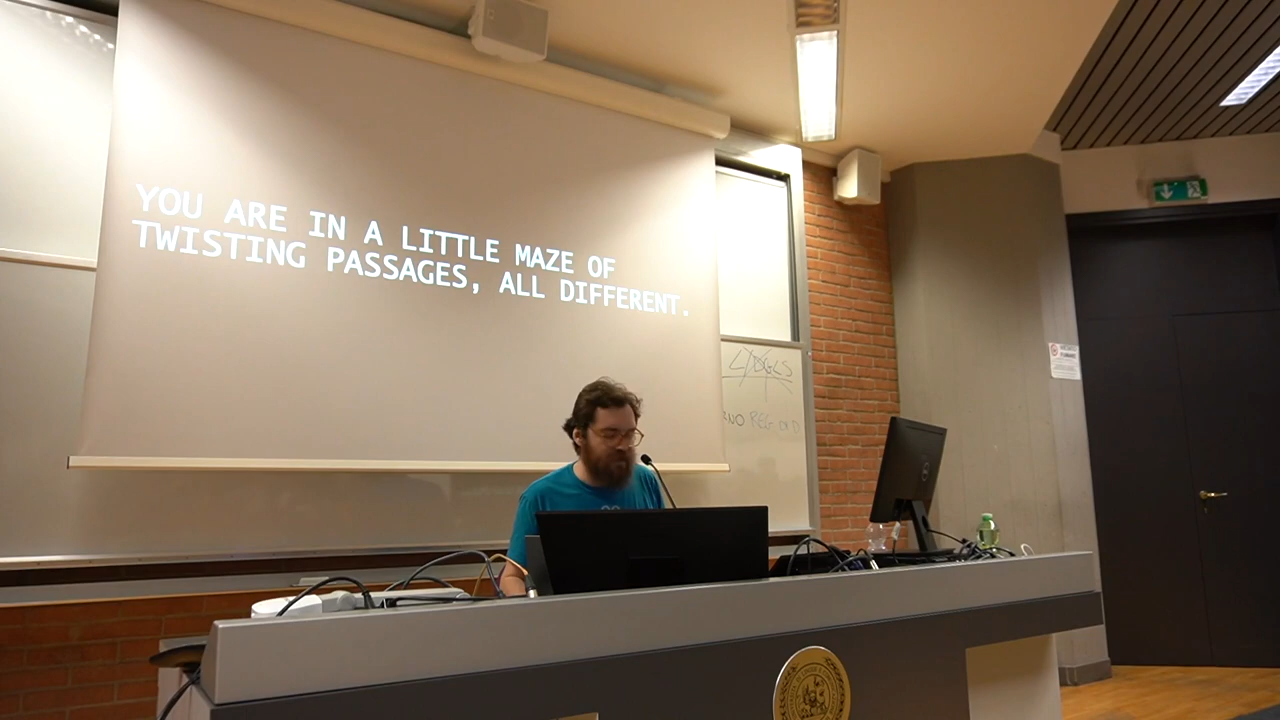 YOU ARE IN A LITTLE MAZE OF
TWISTING PASSAGES, ALL DIFFERENT.